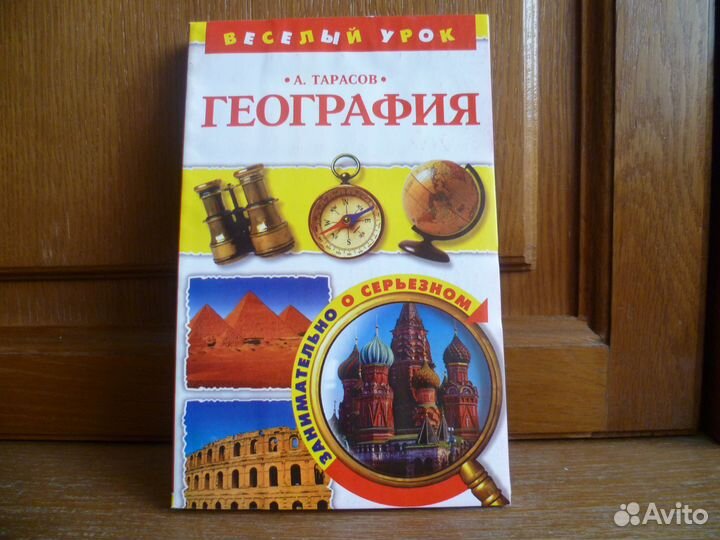 ВЕСЕЛЫЙ УРОК
• А. ТАРАСОВ •
ГЕОГРАФИЯ
N
E
S
W
ЗАНИМАТЕЛЬНО О СЕРЬЕЗНОМ
Avito